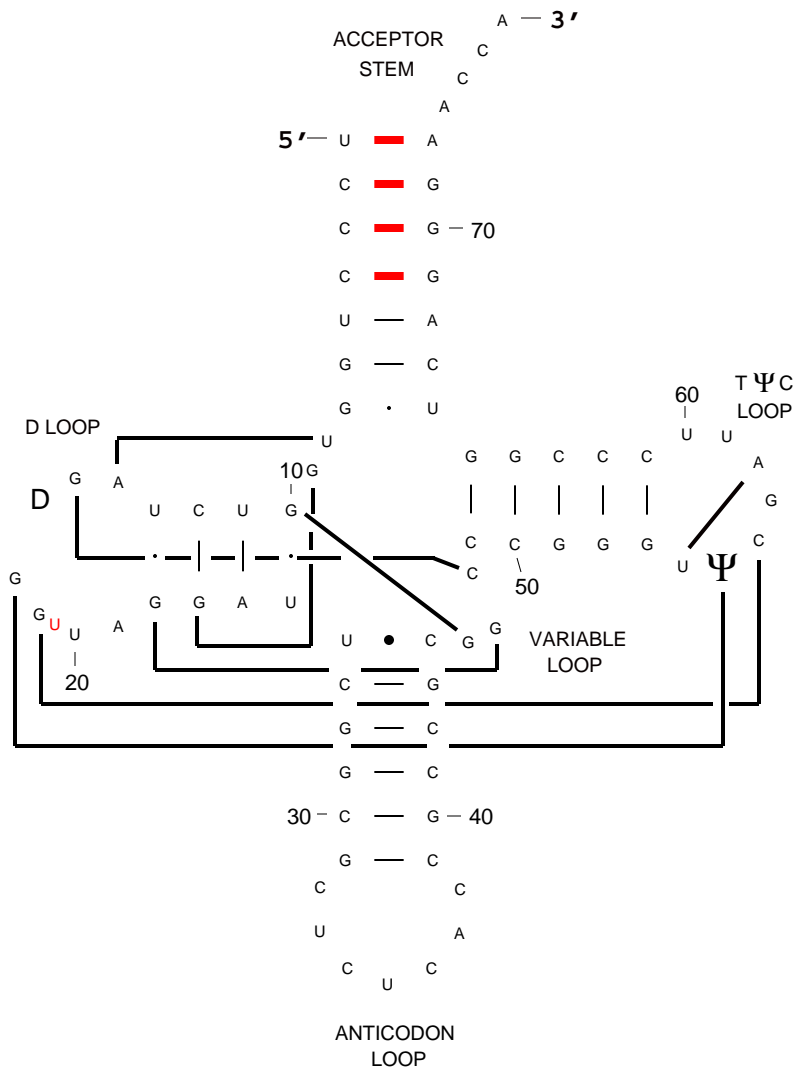 A — 3′
ACCEPTOR
STEM
C
C
A
5′ — U A
C G
C G — 70
C G
U A
G C
G U
T Ψ C
LOOP
60
D LOOP
U
U U
G A
10 G
G G C C C
A
D
U C U G
G
C C G G G
C
U Ψ
C
50
G
G G A U
G U U A
20
U C G G
VARIABLE
LOOP
C G
G C
G C
30 — C G — 40
G C
C C
U A
C C
U
ANTICODON
LOOP